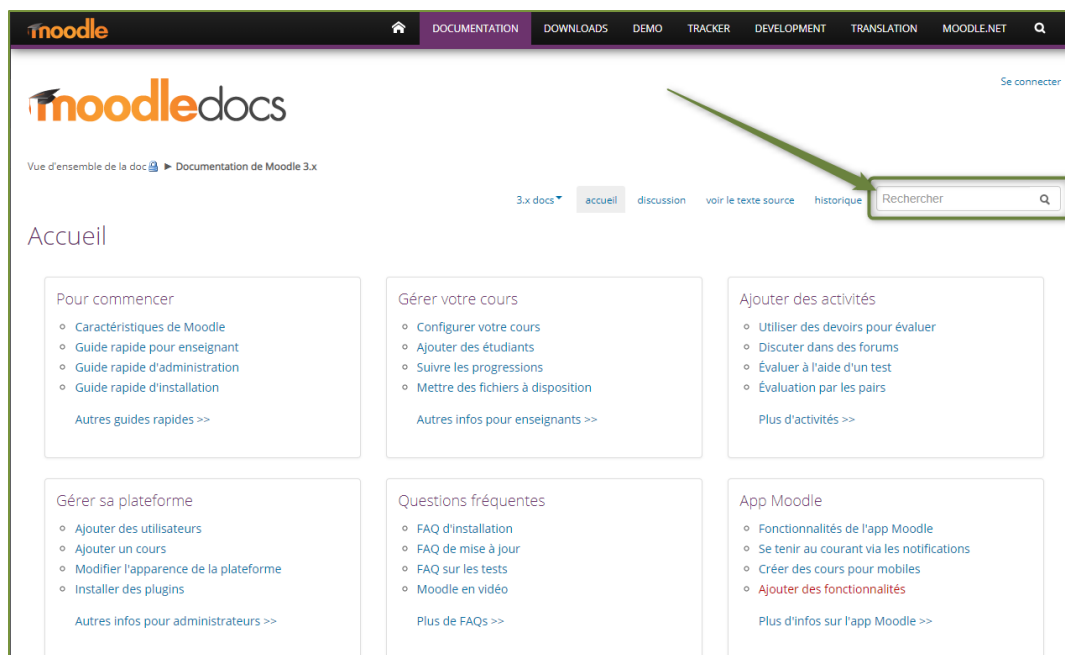 moodle
DOCUMENTATION DOWNLOADS DEMO TRACKER DEVELOPMENT TRANSLATION MOODLE.NET
Se connecter
moodledocs
Vue d'ensemble de la doc ► Documentation de Moodle 3.x
3.x docs accueil discussion voir le texte source historique Rechercher
Accueil
Pour commencer
Caractéristiques de Moodle
Guide rapide pour enseignant
Guide rapide d'administration
Guide rapide d'installation
Autres guides rapides >>
Gérer votre cours
Configurer votre cours
Ajouter des étudiants
Suivre les progressions
Mettre des fichiers à disposition
Autres infos pour enseignants >>
Ajouter des activités
Utiliser des devoirs pour évaluer
Discuter dans des forums
Évaluer à l'aide d'un test
Évaluation par les pairs
Plus d'activités >>
Gérer sa plateforme
Ajouter des utilisateurs
Ajouter un cours
Modifier l'apparence de la plateforme
Installer des plugins
Autres infos pour administrateurs >>
Questions fréquentes
FAQ d'installation
FAQ de mise à jour
FAQ sur les tests
Moodle en vidéo
Plus de FAQs >>
App Moodle
Fonctionnalités de l'app Moodle
Se tenir au courant via les notifications
Créer des cours pour mobiles
Ajouter des fonctionnalités
Plus d'infos sur l'app Moodle >>